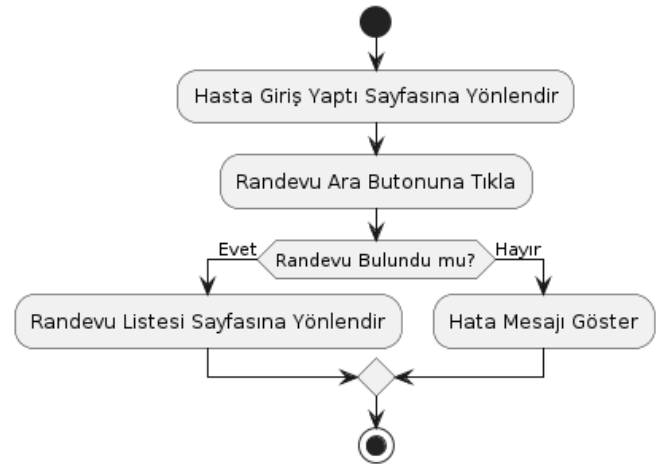 Hasta Giriş Yaptı Sayfasına Yönlendir
Randevu Ara Butonuna Tıkla
Evet
Randevu Bulundu mu?
Hayır
Randevu Listesi Sayfasına Yönlendir
Hata Mesajı Göster